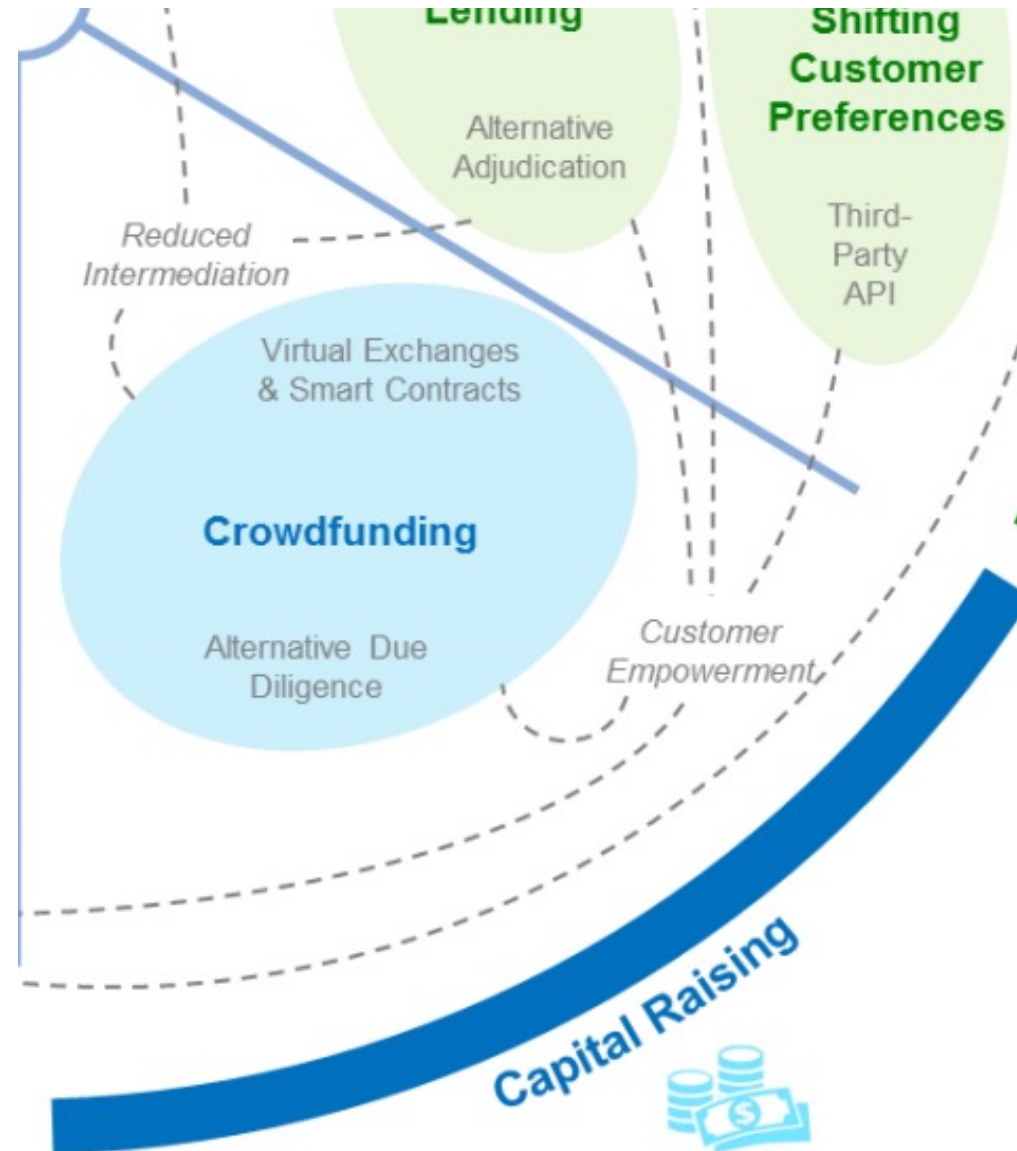 Lending
Shifting
Customer
Preferences
Alternative
Adjudication
Third-
Party
API
Reduced
Intermediation
Virtual Exchanges
& Smart Contracts
Crowdfunding
Alternative Due
Diligence
Customer
Empowerment
Capital Raising
$